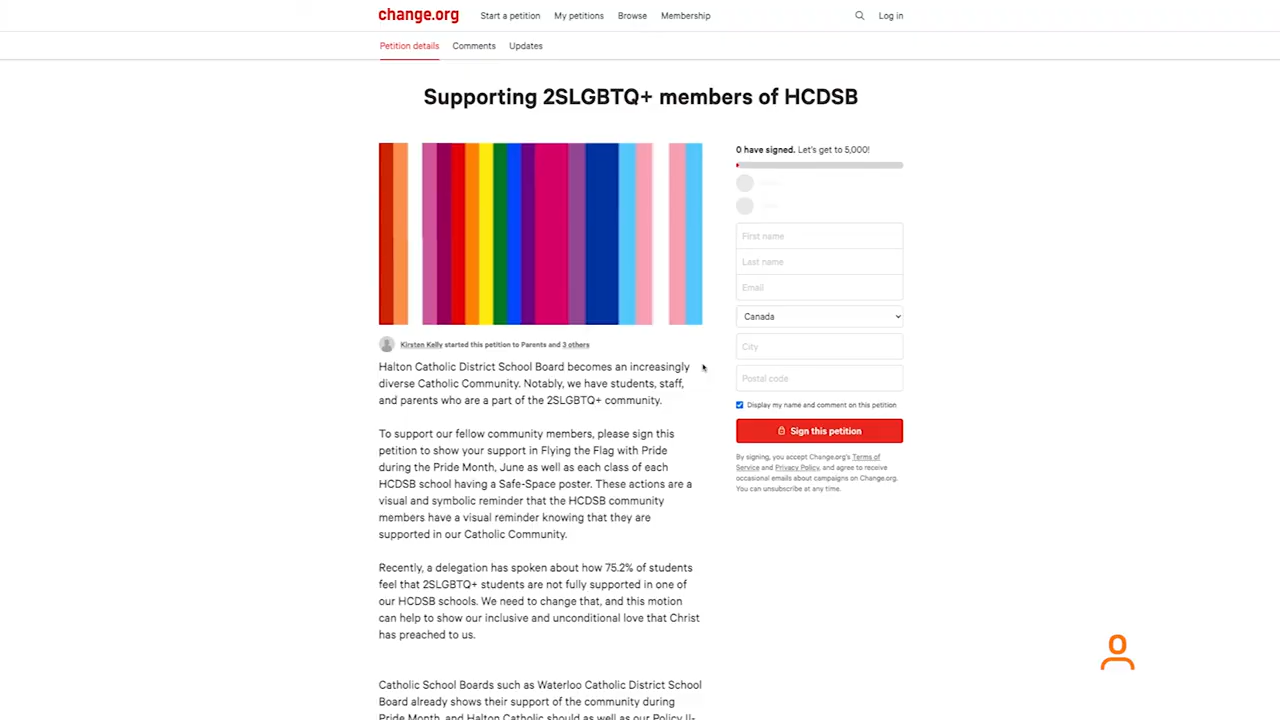 change.org
Start a petition
My petitions
Browse
Membership
Log in
Petition details
Comments
Updates
Supporting 2SLGBTQ+ members of HCDSB
Kirsten Kelly started this petition to Parents and 3 others
Halton Catholic District School Board becomes an increasingly
diverse Catholic Community. Notably, we have students, staff,
and parents who are a part of the 2SLGBTQ+ community.
To support our fellow community members, please sign this
petition to show your support in Flying the Flag with Pride
during the Pride Month, June as well as each class of each
HCDSB school having a Safe-Space poster. These actions are a
visual and symbolic reminder that the HCDSB community
members have a visual reminder knowing that they are
supported in our Catholic Community.
Recently, a delegation has spoken about how 75.2% of students
feel that 2SLGBTQ+ students are not fully supported in one of
our HCDSB schools. We need to change that, and this motion
can help to show our inclusive and unconditional love that Christ
has preached to us.
Catholic School Boards such as Waterloo Catholic District School
Board already shows their support of the community during
Pride Month, and Halton Catholic should as well as our Policy II-
0 have signed. Let's get to 5,000!
First name
Last name
Email
Canada
City
Postal code
Display my name and comment on this petition
Sign this petition
By signing, you accept Change.org's Terms of
Service and Privacy Policy, and agree to receive
occasional emails about campaigns on Change.org.
You can unsubscribe at any time.